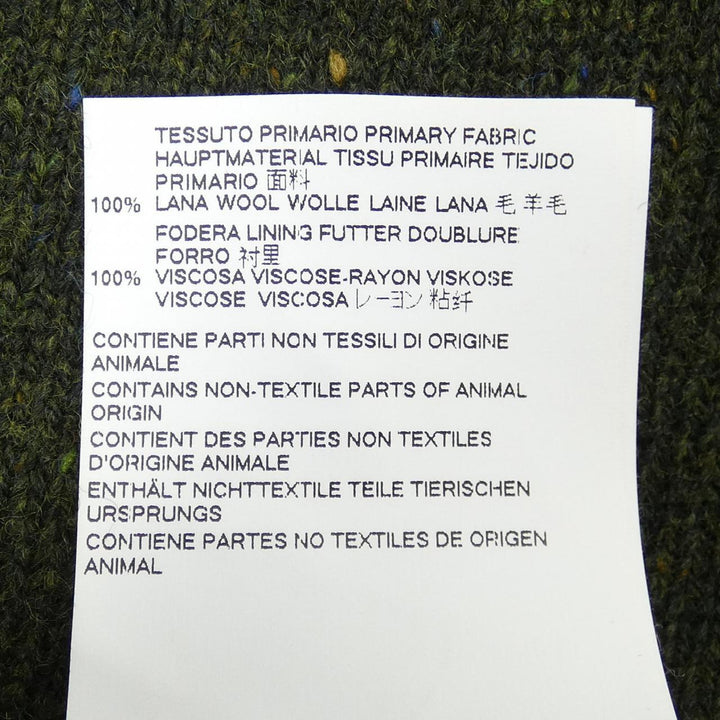 TESSUTO PRIMARIO PRIMARY FABRIC
HAUPTMATERIAL TISSU PRIMAIRE TEJIDO
PRIMARIO 面料
100% LANA WOOL WOLLE LAINE LANA 毛 羊毛
FODERA LINING FUTTER DOUBLURE
FORRO 衬里
100% VISCOSA VISCOSE-RAYON VISKOSE
VISCOSE VISCOSA レーヨン 粘纤
CONTIENE PARTI NON TESSILI DI ORIGINE
ANIMALE
CONTAINS NON-TEXTILE PARTS OF ANIMAL
ORIGIN
CONTIENT DES PARTIES NON TEXTILES
D'ORIGINE ANIMALE
ENTHÄLT NICHTTEXTILE TEILE TIERISCHEN
URSPRUNGS
CONTIENE PARTES NO TEXTILES DE ORIGEN
ANIMAL